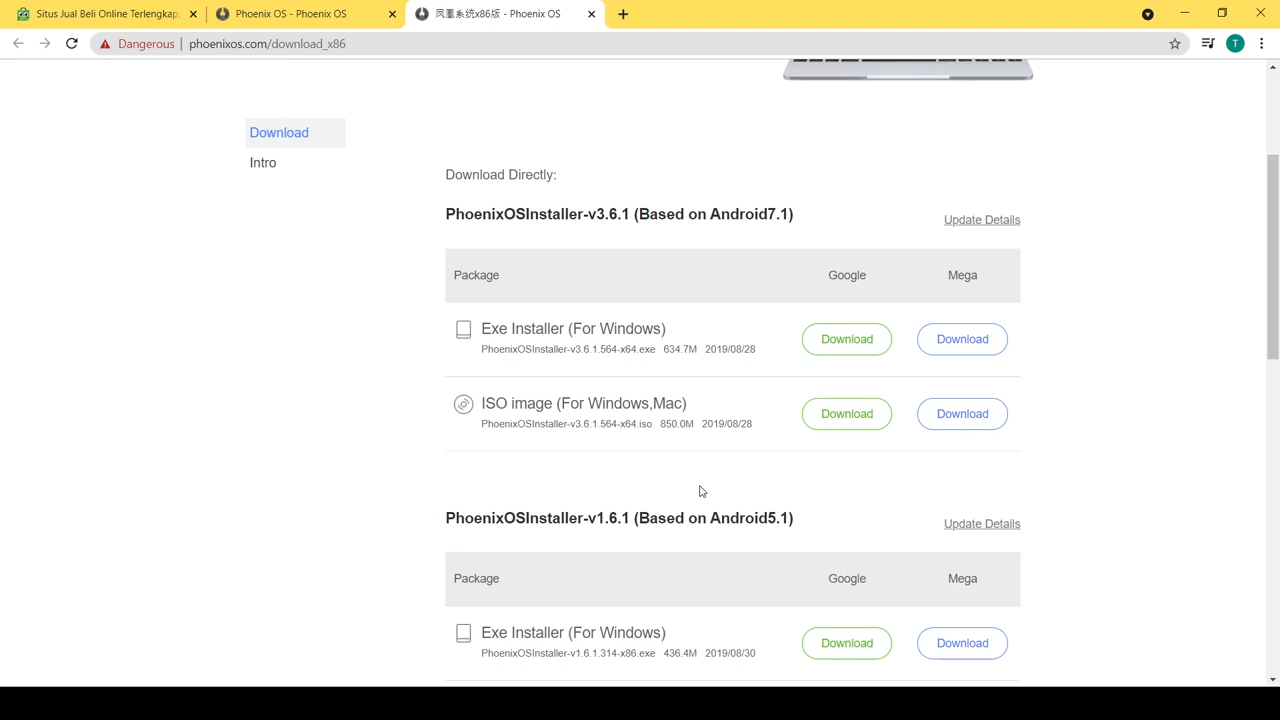 Situs Jual Beli Online Terlengkap,
Phoenix OS - Phoenix OS
凤凰系统x86版 - Phoenix OS
Dangerous
phoenixos.com/download_x86
T
Download
Intro
Download Directly:
PhoenixOSInstaller-v3.6.1 (Based on Android7.1)
Update Details
Package Google Mega
Exe Installer (For Windows)
PhoenixOSInstaller-v3.6.1.564-x64.exe 634.7M 2019/08/28
Download Download
ISO image (For Windows,Mac)
PhoenixOSInstaller-v3.6.1.564-x64.iso 850.0M 2019/08/28
Download Download
PhoenixOSInstaller-v1.6.1 (Based on Android5.1)
Update Details
Package Google Mega
Exe Installer (For Windows)
PhoenixOSInstaller-v1.6.1.314-x86.exe 436.4M 2019/08/30
Download Download